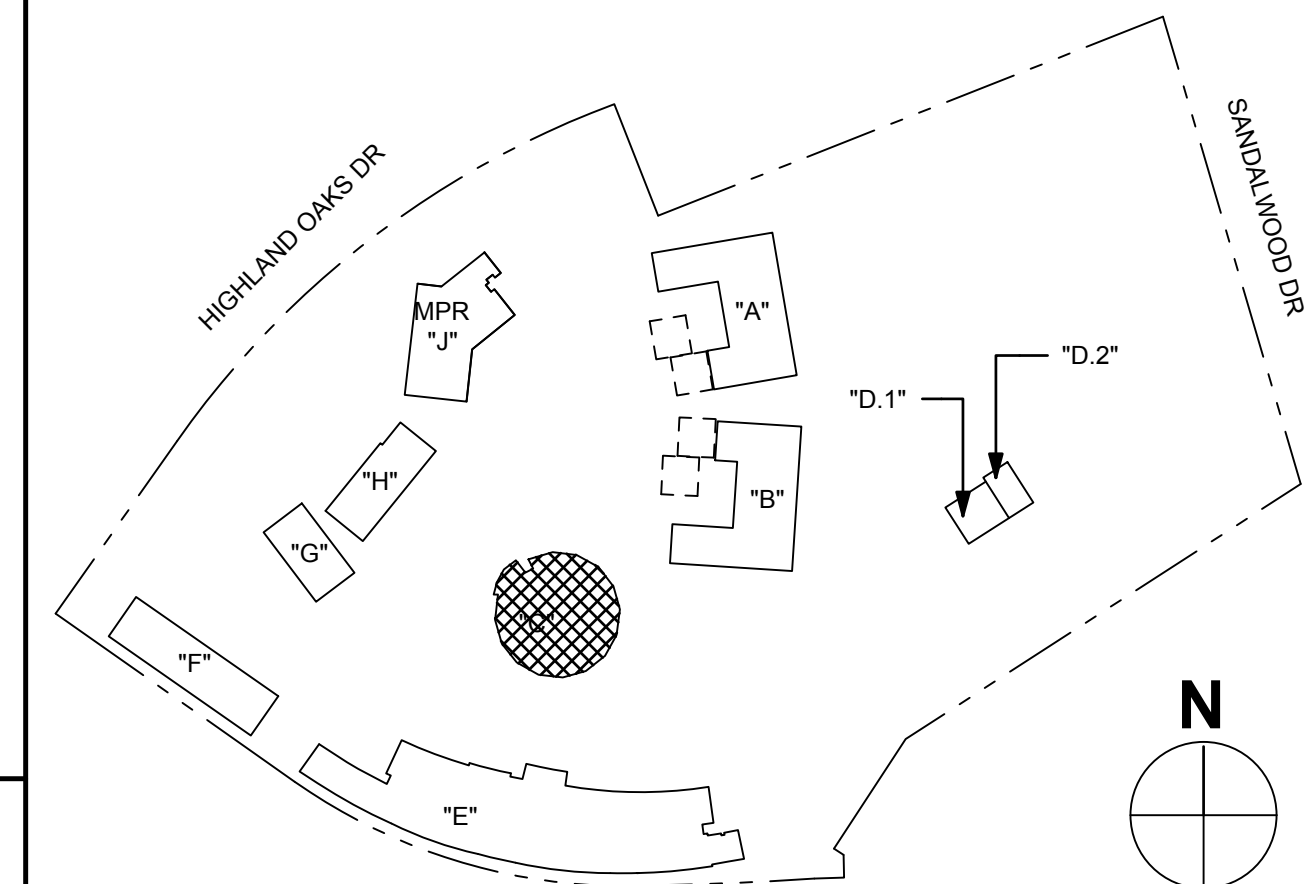 HIGHLAND OAKS DR
SANDALWOOD DR
MPR
"J"
"A"
"D.2"
"D.1"
"H"
"B"
"G"
"C"
"F"
N
"E"